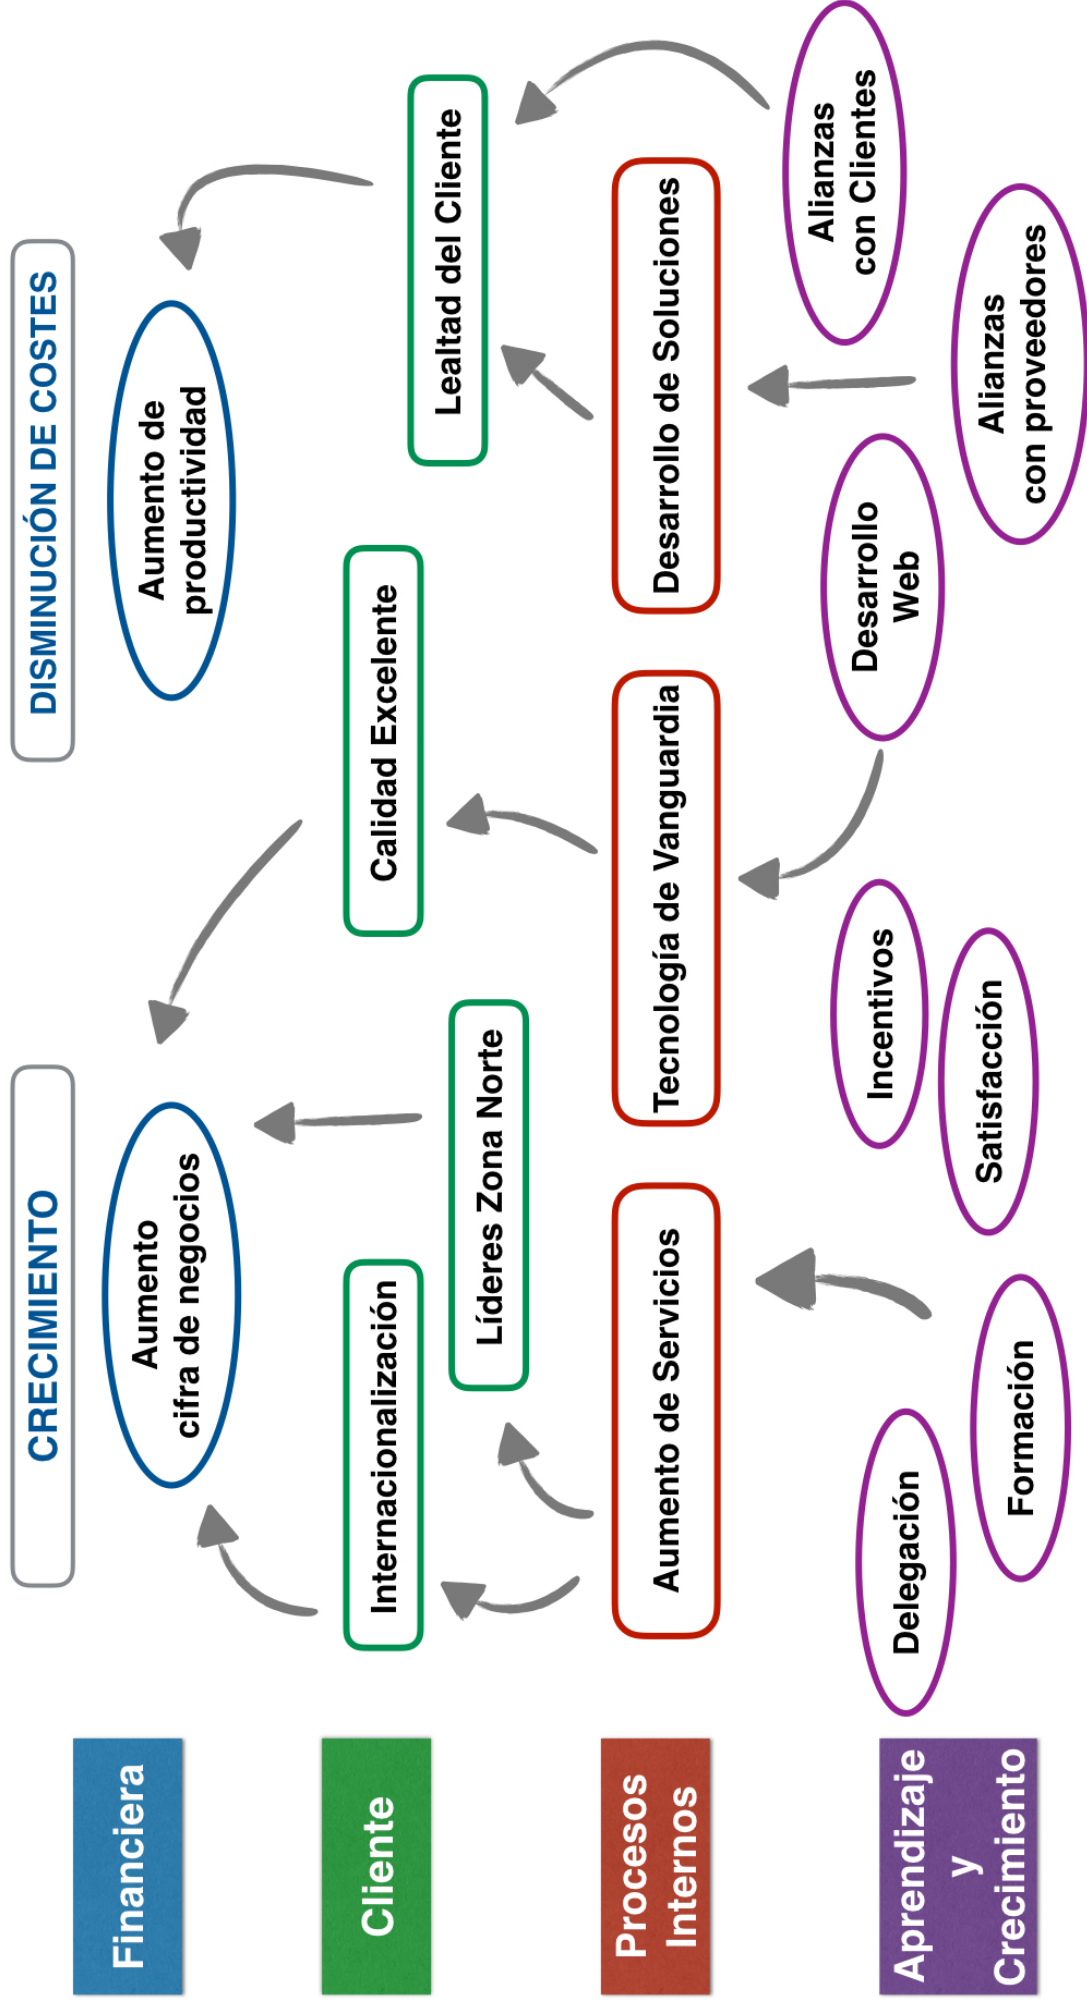 CRECIMIENTO
DISMINUCIÓN DE COSTES
Financiera
Aumento
cifra de negocios
Aumento de
productividad
Cliente
Internacionalización
Líderes Zona Norte
Calidad Excelente
Lealtad del Cliente
Procesos
Internos
Aumento de Servicios
Tecnología de Vanguardia
Desarrollo de Soluciones
Aprendizaje
y
Crecimiento
Delegación
Formación
Incentivos
Satisfacción
Desarrollo
Web
Alianzas
con proveedores
Alianzas
con Clientes